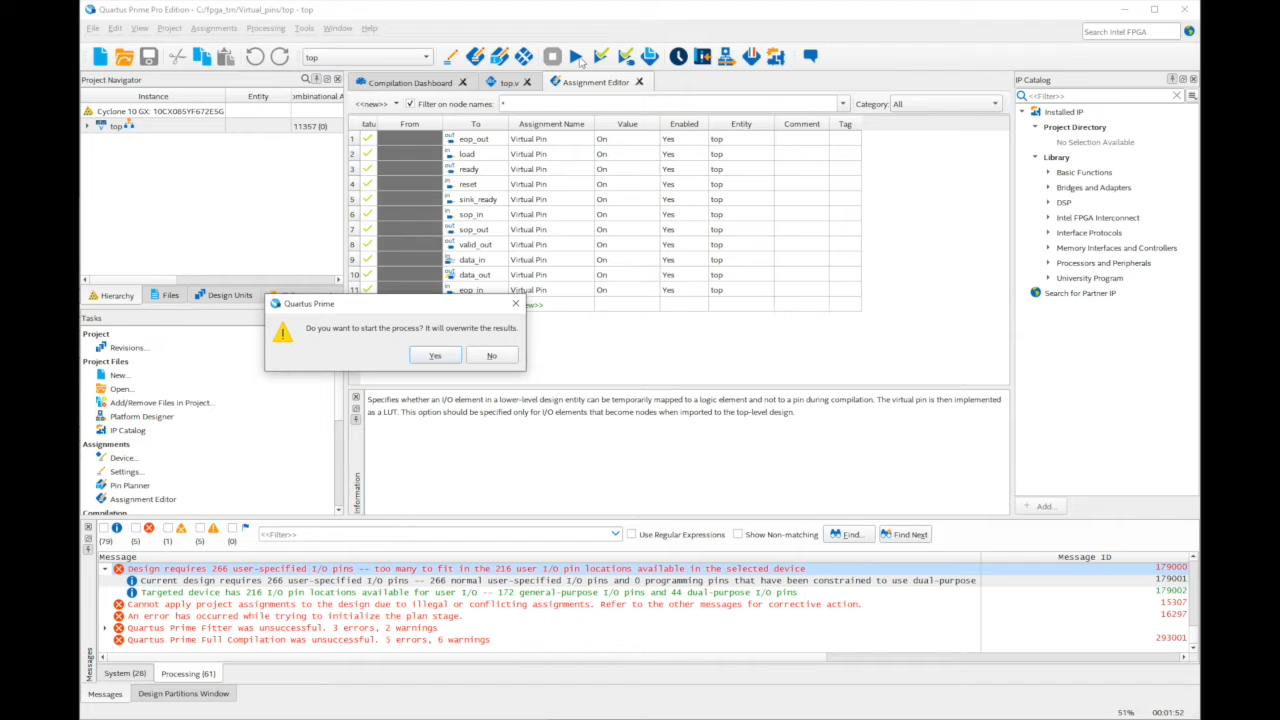 Quartus Prime Pro Edition - C:/fpga_trn/Virtual_pins/top - top
File Edit View Project Assignments Processing Tools Window Help
Search Intel FPGA
top
Project Navigator
Compilation Dashboard top.v Assignment Editor
IP Catalog
Instance Entity ombinational A
<<new>> Filter on node names: * Category: All
<<Filter>>
Cyclone 10 GX: 10CX085YF672E5G
top 11357 (0)
tatu From To Assignment Name Value Enabled Entity Comment Tag
1 out eop_out Virtual Pin On Yes top
2 in load Virtual Pin On Yes top
3 out ready Virtual Pin On Yes top
4 in reset Virtual Pin On Yes top
5 in sink_ready Virtual Pin On Yes top
6 in sop_in Virtual Pin On Yes top
7 out sop_out Virtual Pin On Yes top
8 out valid_out Virtual Pin On Yes top
9 in data_in Virtual Pin On Yes top
10 out data_out Virtual Pin On Yes top
11 in eop_in Virtual Pin On Yes top
ew>>
Installed IP
Project Directory
No Selection Available
Library
Basic Functions
Bridges and Adapters
DSP
Intel FPGA Interconnect
Interface Protocols
Memory Interfaces and Controllers
Processors and Peripherals
University Program
Search for Partner IP
Add...
Hierarchy Files Design Units
Quartus Prime
Do you want to start the process? It will overwrite the results.
Yes No
Tasks
Project
Revisions...
Project Files
New...
Open...
Add/Remove Files in Project...
Platform Designer
IP Catalog
Assignments
Device...
Settings...
Pin Planner
Assignment Editor
Compilation
Information
Specifies whether an I/O element in a lower-level design entity can be temporarily mapped to a logic element and not to a pin during compilation. The virtual pin is then implemented
as a LUT. This option should be specified only for I/O elements that become nodes when imported to the top-level design.
(79) (5) (1) (5) (0) <<Filter>> Use Regular Expressions Show Non-matching Find... Find Next
Message Message ID
Design requires 266 user-specified I/O pins -- too many to fit in the 216 user I/O pin locations available in the selected device 179000
Current design requires 266 user-specified I/O pins -- 266 normal user-specified I/O pins and 0 programming pins that have been constrained to use dual-purpose 179001
Targeted device has 216 I/O pin locations available for user I/O -- 172 general-purpose I/O pins and 44 dual-purpose I/O pins 179002
Cannot apply project assignments to the design due to illegal or conflicting assignments. Refer to the other messages for corrective action. 15307
An error has occurred while trying to initialize the plan stage. 16297
Quartus Prime Fitter was unsuccessful. 3 errors, 2 warnings
Quartus Prime Full Compilation was unsuccessful. 5 errors, 6 warnings 293001
Messages
System (28) Processing (61)
Messages Design Partitions Window
51% 00:01:52